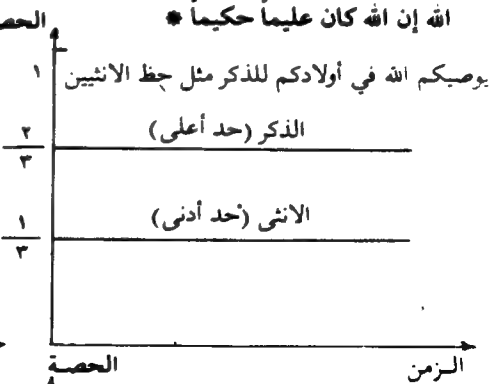 الله إن الله كان عليماً حكيماً *
يوصيكم الله في أولادكم للذكر مثل حظ الانثيين
١
الذكر (حد أعلى)
٢
٣
الانثى (حد أدنى)
١
٣
الزمن
الحصة